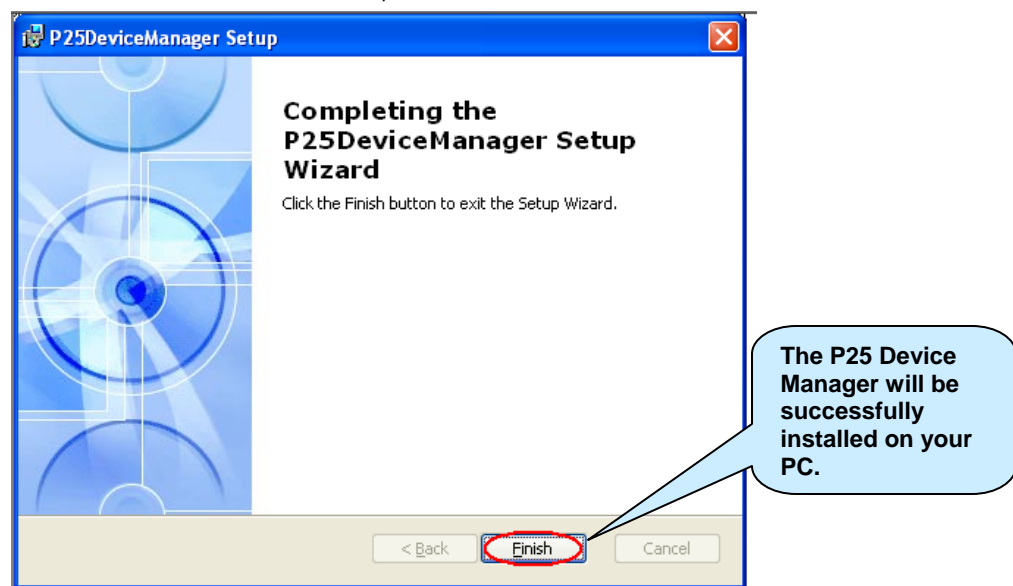 P25DeviceManager Setup
Completing the
P25DeviceManager Setup
Wizard
Click the Finish button to exit the Setup Wizard.
The P25 Device
Manager will be
successfully
installed on your
PC.
< Back Finish Cancel